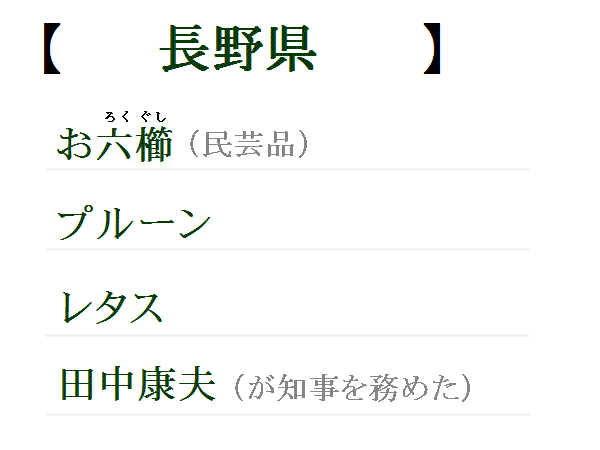 【 長野県 】
お六櫛（民芸品）
ろくぐし
プルーン
レタス
田中康夫（が知事を務めた）